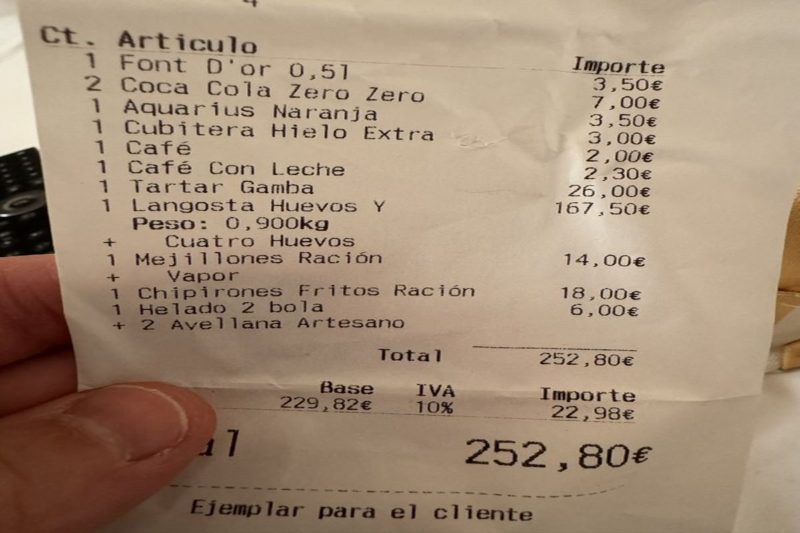 4
Ct. Artículo Importe
1 Font D'or 0,5l 3,50€
2 Coca Cola Zero Zero 7,00€
1 Aquarius Naranja 3,50€
1 Cubitera Hielo Extra 3,00€
1 Café 2,00€
1 Café Con Leche 2,30€
1 Tartar Gamba 26,00€
1 Langosta Huevos Y 167,50€
Peso: 0,900kg
+ Cuatro Huevos
1 Mejillones Ración 14,00€
+ Vapor
1 Chipirones Fritos Ración 18,00€
1 Helado 2 bola 6,00€
+ 2 Avellana Artesano
Total 252,80€
Base IVA Importe
229,82€ 10% 22,98€
252,80€
Ejemplar para el cliente